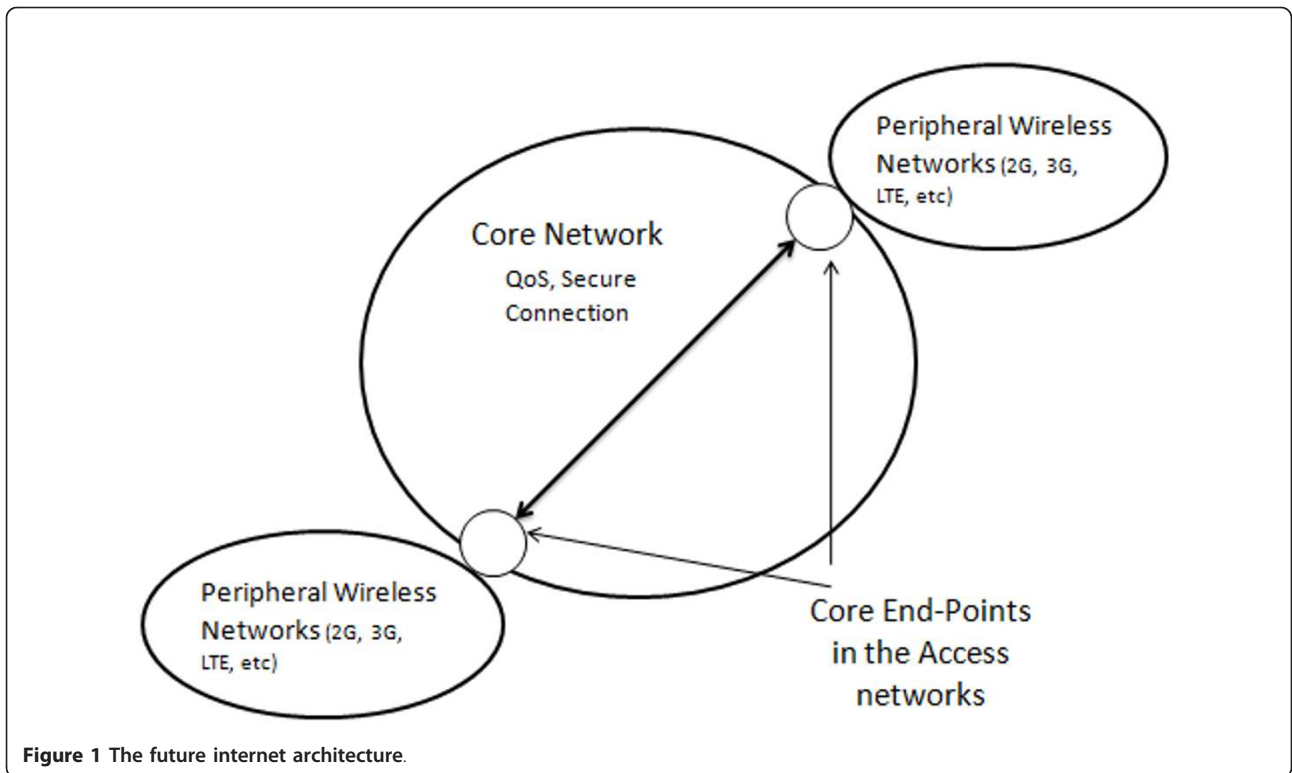 Peripheral Wireless
Networks (2G, 3G,
LTE, etc)
Core Network
QoS, Secure
Connection
Peripheral Wireless
Networks (2G, 3G,
LTE, etc)
Core End-Points
in the Access
networks
Figure 1 The future internet architecture.